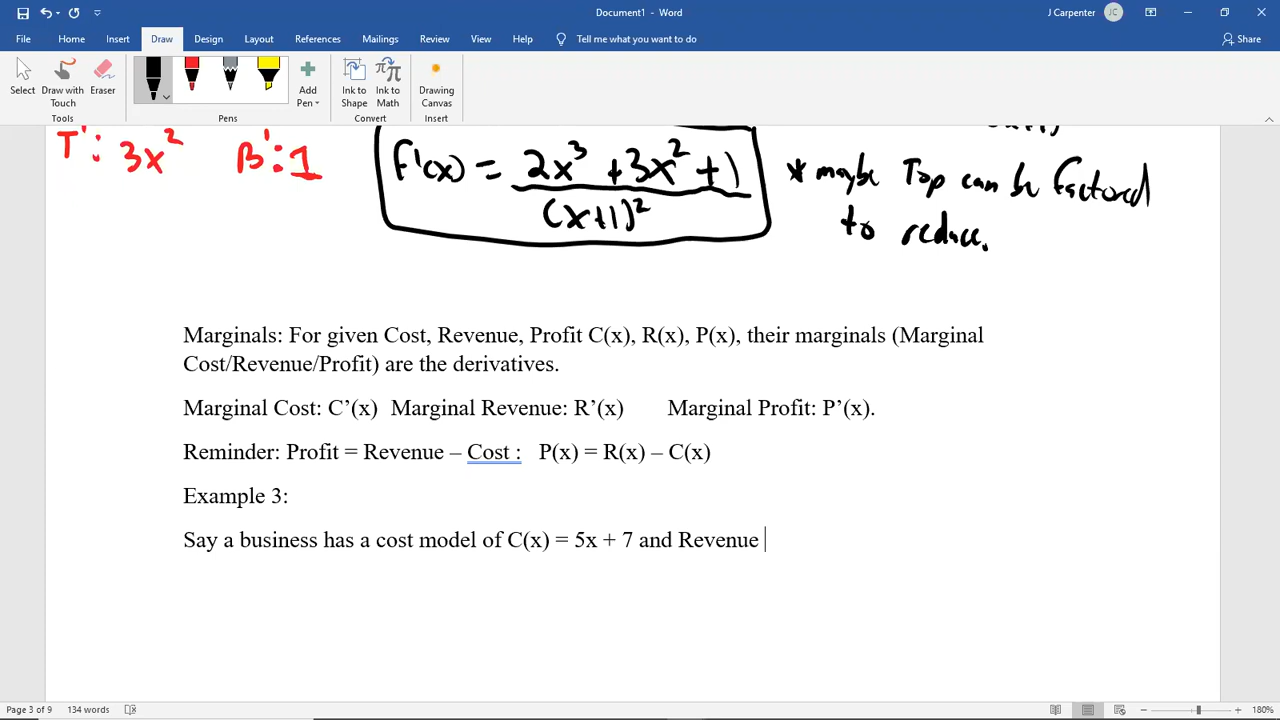 Document1 - Word
J Carpenter JC
File Home Insert Draw Design Layout References Mailings Review View Help Tell me what you want to do Share
Select Draw with Touch Eraser Add Pen Ink to Shape Ink to Math Drawing Canvas
Tools Pens Convert Insert
T': 3x² B': 1
f'(x) = (2x³ + 3x² + 1)/(x+1)²
* maybe Top can be factored
to reduce.
Marginals: For given Cost, Revenue, Profit C(x), R(x), P(x), their marginals (Marginal
Cost/Revenue/Profit) are the derivatives.
Marginal Cost: C’(x) Marginal Revenue: R’(x) Marginal Profit: P’(x).
Reminder: Profit = Revenue – Cost : P(x) = R(x) – C(x)
Example 3:
Say a business has a cost model of C(x) = 5x + 7 and Revenue
Page 3 of 9 134 words 180%